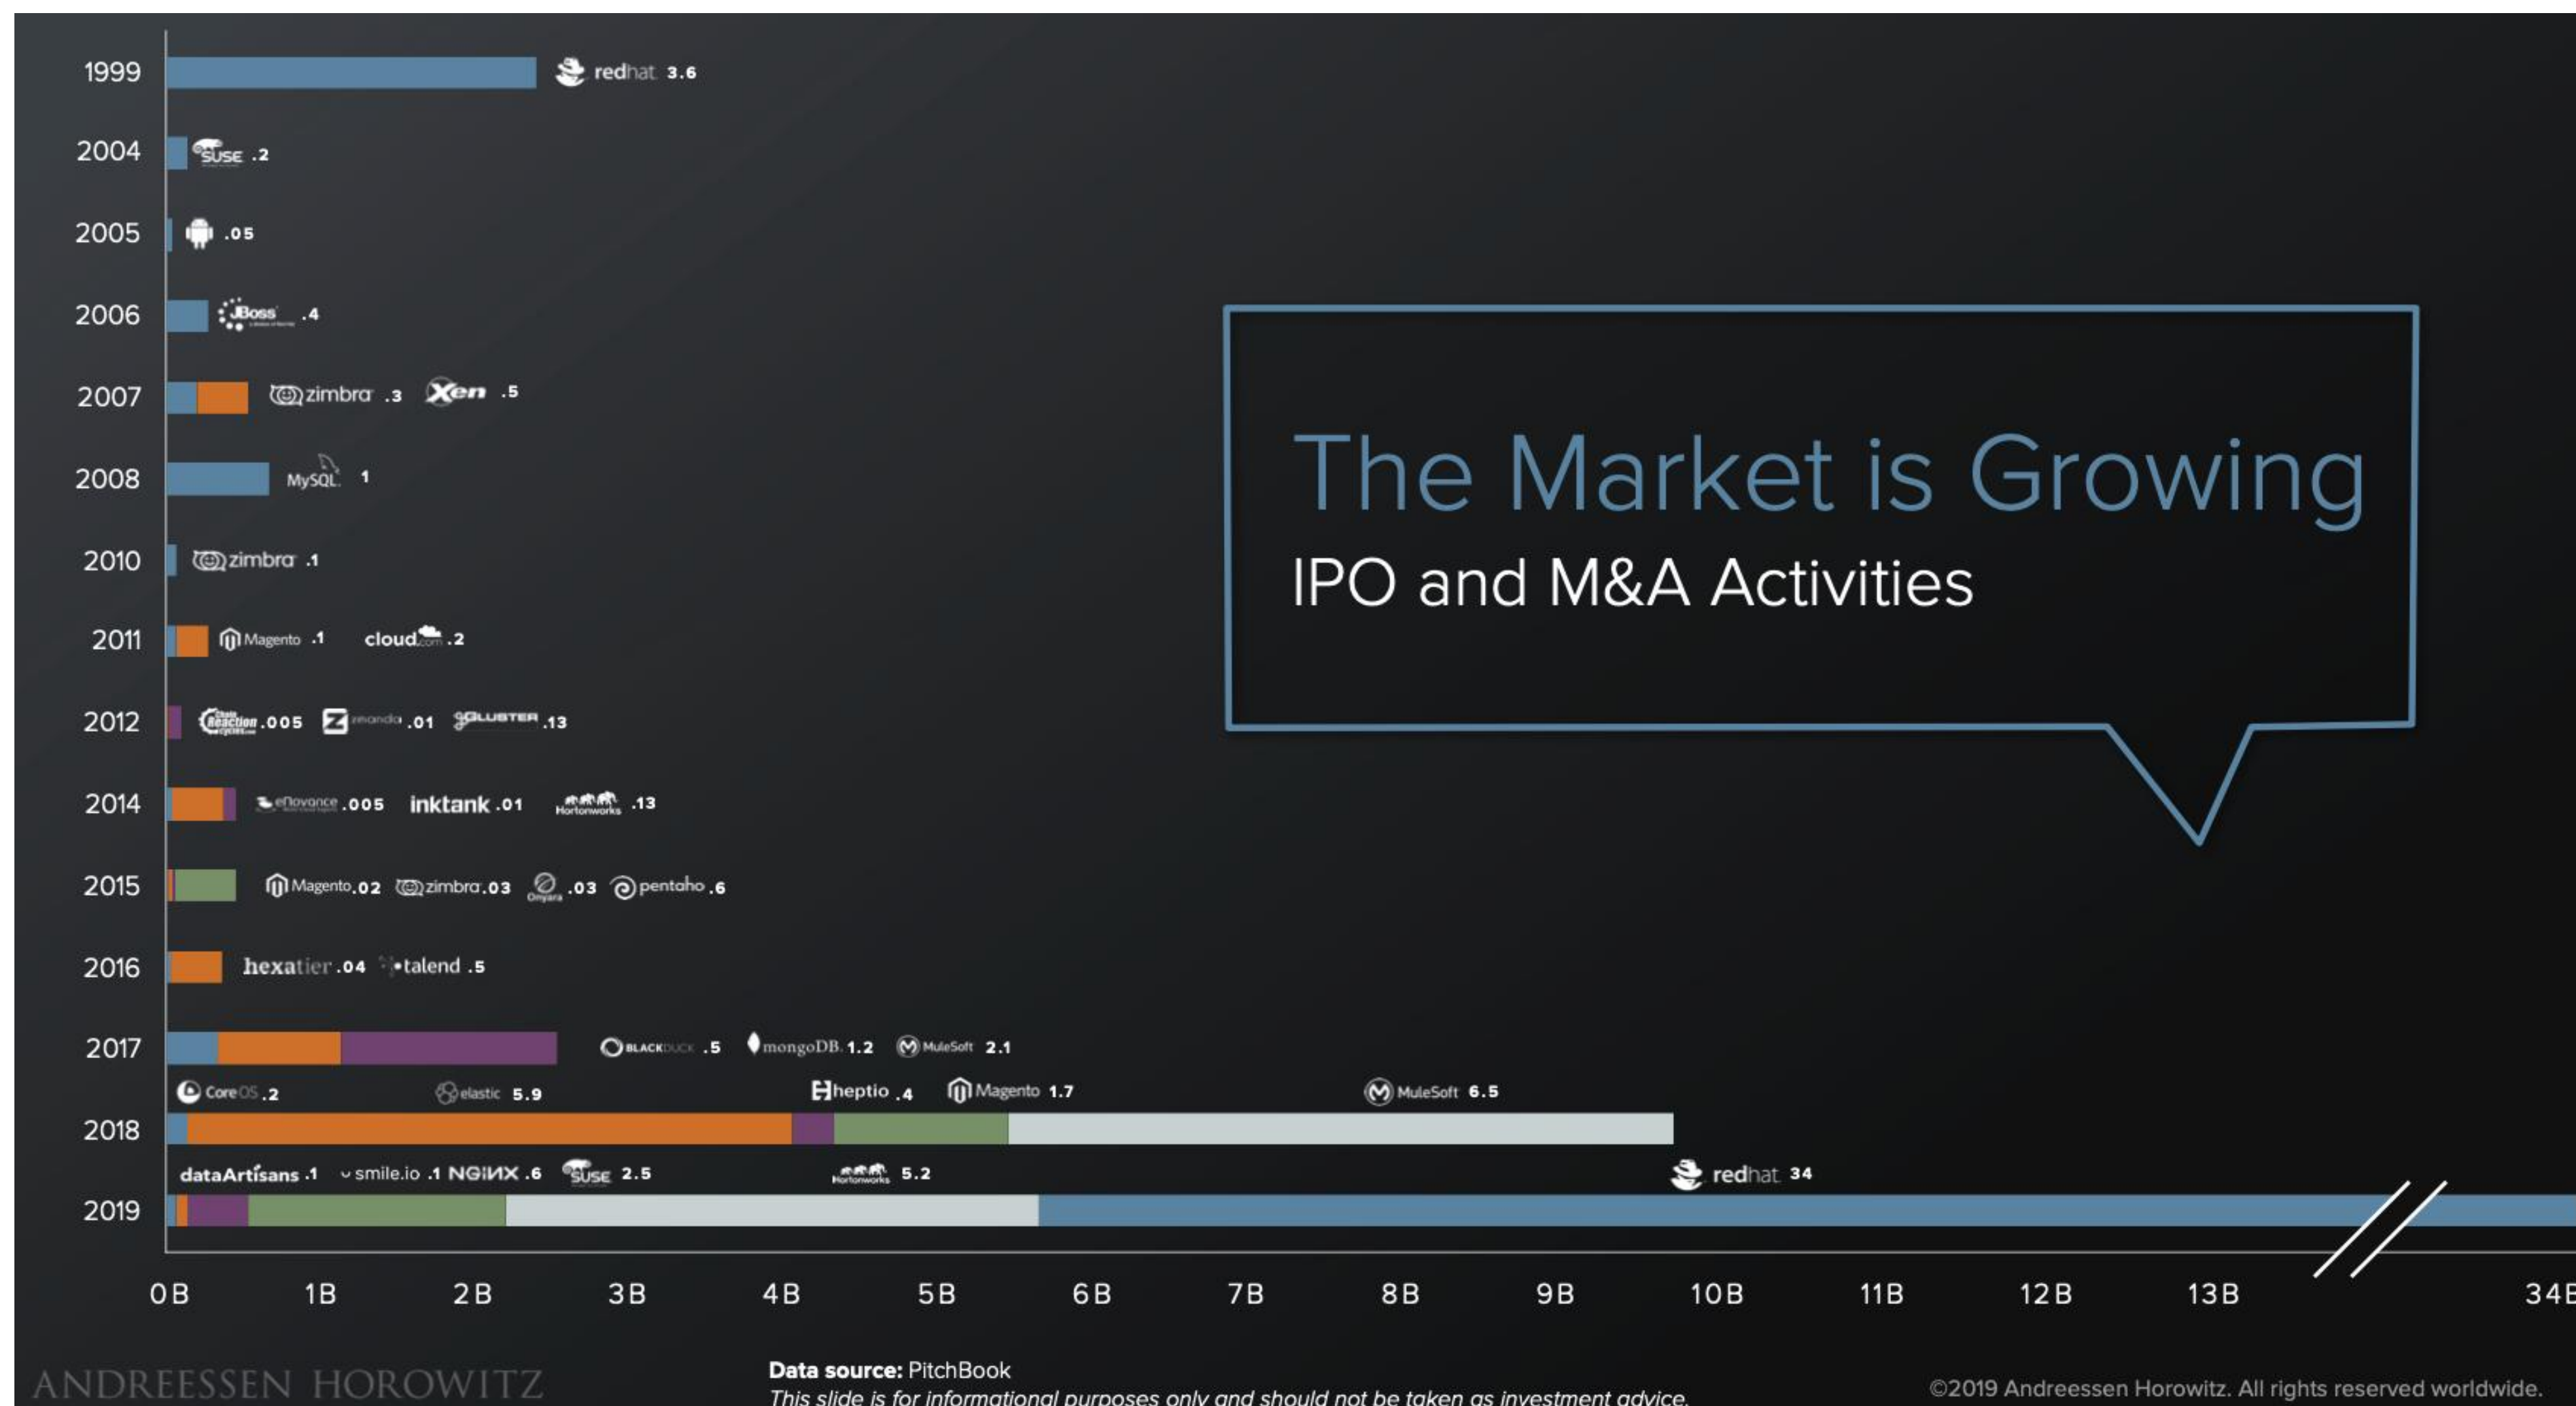 1999 redhat. 3.6
2004 SUSE .2
2005 .05
2006 JBoss .4
2007 zimbra .3 Xen .5
2008 MySQL. 1
2010 zimbra .1
2011 Magento .1 cloud.com .2
2012 Chain Reaction cycles.com .005 zmanda .01 GLUSTER .13
2014 eNovance .005 inktank .01 Hortonworks .13
2015 Magento .02 zimbra .03 Onyara .03 pentaho .6
2016 hexatier .04 talend .5
2017 BLACKDUCK .5 mongoDB. 1.2 MuleSoft 2.1
CoreOS .2 elastic 5.9 heptio .4 Magento 1.7 MuleSoft 6.5
2018
dataArtisans .1 smile.io .1 NGINX .6 SUSE 2.5 Hortonworks 5.2 redhat. 34
2019
0B 1B 2B 3B 4B 5B 6B 7B 8B 9B 10B 11B 12B 13B 34B
The Market is Growing
IPO and M&A Activities
ANDREESSEN HOROWITZ
Data source: PitchBook
This slide is for informational purposes only and should not be taken as investment advice.
©2019 Andreessen Horowitz. All rights reserved worldwide.